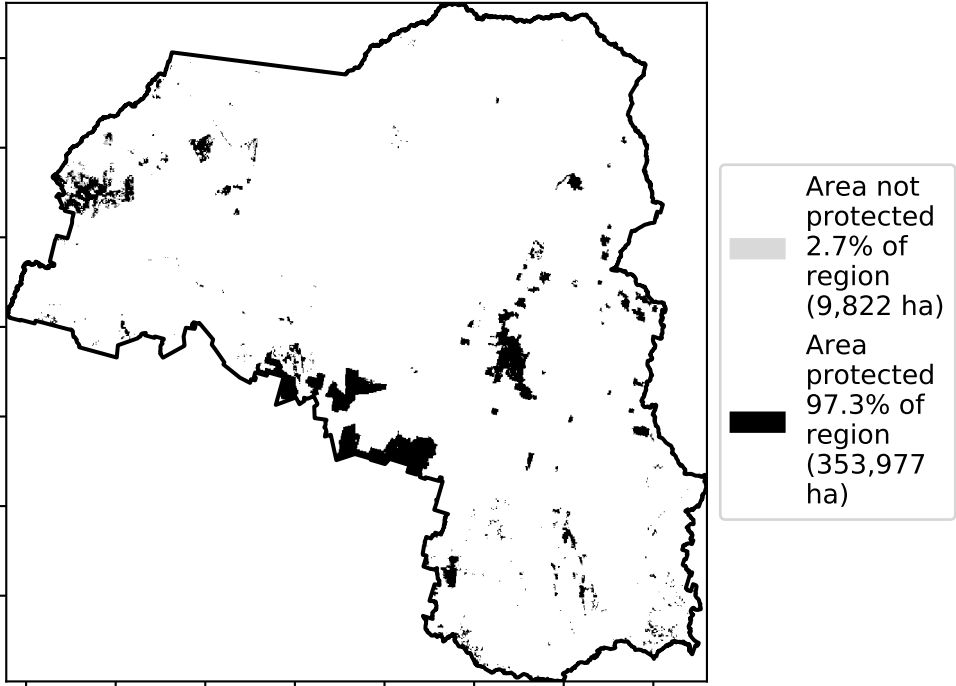 Area not
protected
2.7% of
region
(9,822 ha)
Area
protected
97.3% of
region
(353,977
ha)